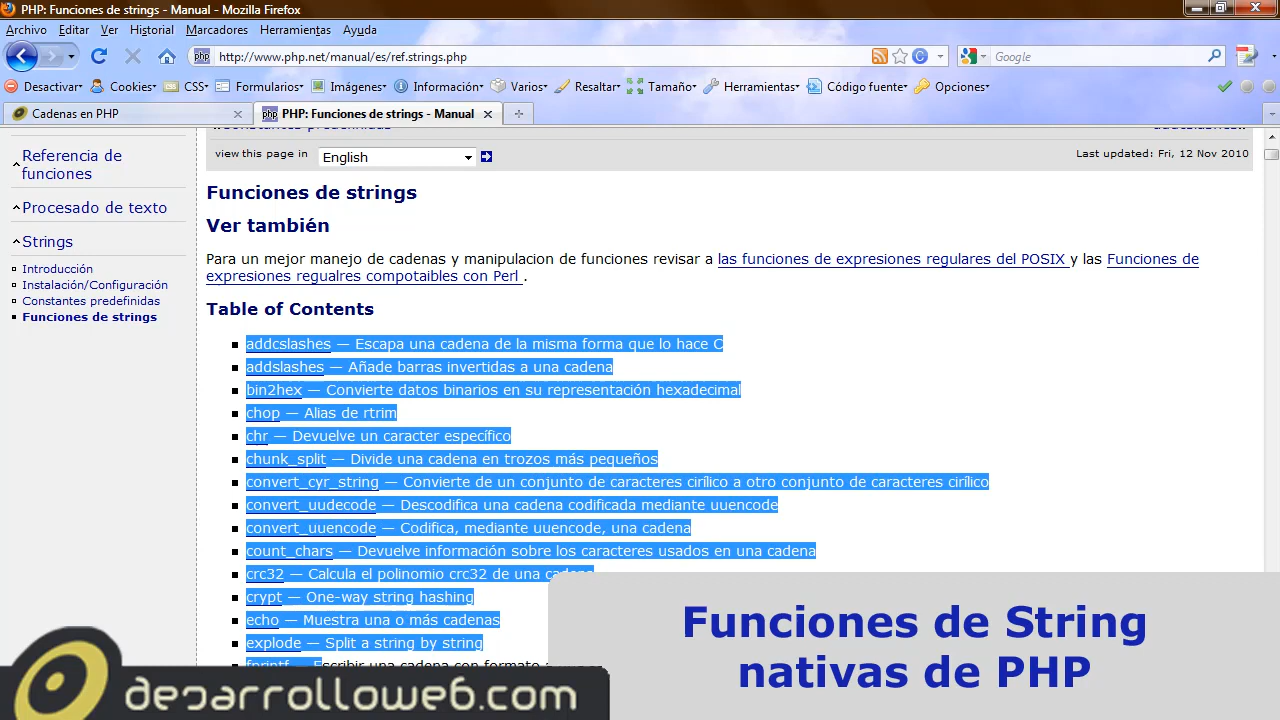 PHP: Funciones de strings - Manual - Mozilla Firefox
Archivo Editar Ver Historial Marcadores Herramientas Ayuda
php http://www.php.net/manual/es/ref.strings.php Google
Desactivar Cookies CSS Formularios Imágenes Información Varios Resaltar Tamaño Herramientas Código fuente Opciones
Cadenas en PHP
php PHP: Funciones de strings - Manual
view this page in English Last updated: Fri, 12 Nov 2010
Referencia de
funciones
Procesado de texto
Strings
Introducción
Instalación/Configuración
Constantes predefinidas
Funciones de strings
Funciones de strings
Ver también
Para un mejor manejo de cadenas y manipulacion de funciones revisar a las funciones de expresiones regulares del POSIX y las Funciones de
expresiones regualres compotaibles con Perl .
Table of Contents
addcslashes — Escapa una cadena de la misma forma que lo hace C
addslashes — Añade barras invertidas a una cadena
bin2hex — Convierte datos binarios en su representación hexadecimal
chop — Alias de rtrim
chr — Devuelve un caracter específico
chunk_split — Divide una cadena en trozos más pequeños
convert_cyr_string — Convierte de un conjunto de caracteres cirílico a otro conjunto de caracteres cirílico
convert_uudecode — Descodifica una cadena codificada mediante uuencode
convert_uuencode — Codifica, mediante uuencode, una cadena
count_chars — Devuelve información sobre los caracteres usados en una cadena
crc32 — Calcula el polinomio crc32 de una cadena
crypt — One-way string hashing
echo — Muestra una o más cadenas
explode — Split a string by string
fprintf — Escribir una cadena con formato a
Funciones de String
nativas de PHP
desarrolloweb.com